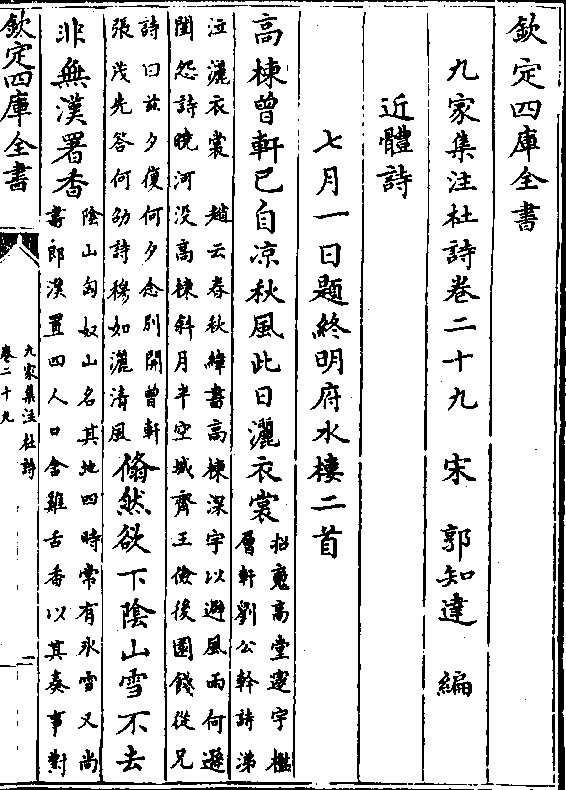 欽定四庫全書
九家集注杜詩卷二十九　宋　郭知達　編
近體詩
七月一日題終明府水樓二首
高棟曾軒已自凉秋風此日灑衣裳
招䰟高堂邃宇檻
層軒劉公幹詩涕
泣灑衣裳　趙云春秋緯書高棟深宇以避風雨何遜
閨怨詩曉河没高棟斜月半空城齊王儉後園餞從兄
詩曰兹夕復何夕念别開曾軒
張茂先答何劭詩穆如灑清風
翛然欲下陰山雪不去
非無漢署香
陰山匈奴山名其地四時常有氷雪又尚
書郎漢置四人口含雞舌香以其奏事對
欽定四庫全書
九家集注杜詩
卷二十九
一